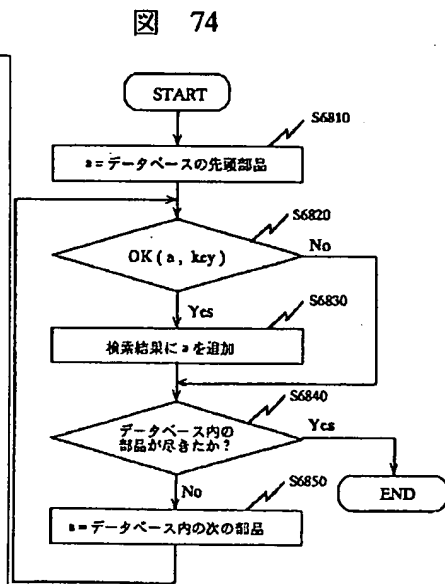 図 74
START
S6810
a=データベースの先頭部品
S6820
OK(a, key)
No
Yes
S6830
検索結果に a を追加
S6840
データベース内の
部品が尽きたか?
Yes
END
No
S6850
a=データベース内の次の部品